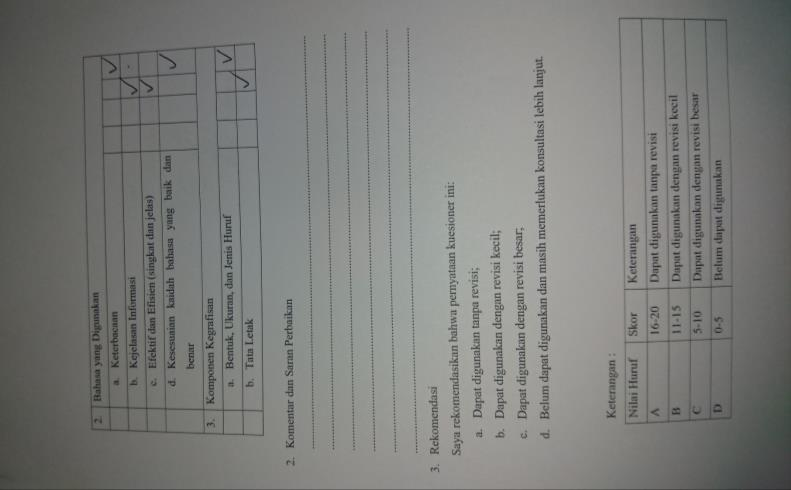 2. Bahasa yang Digunakan
a. Keterbacaan ✓
b. Kejelasan Informasi ✓
c. Efektif dan Efisien (singkat dan jelas) ✓
d. Kesesuaian kaidah bahasa yang baik dan ✓
benar
3. Komponen Kegrafisan
a. Bentuk, Ukuran, dan Jenis Huruf ✓
b. Tata Letak ✓
2. Komentar dan Saran Perbaikan
3. Rekomendasi
Saya rekomendasikan bahwa pernyataan kuesioner ini:
a. Dapat digunakan tanpa revisi;
b. Dapat digunakan dengan revisi kecil;
c. Dapat digunakan dengan revisi besar;
d. Belum dapat digunakan dan masih memerlukan konsultasi lebih lanjut.
Keterangan :
Nilai Huruf Skor Keterangan
A 16-20 Dapat digunakan tanpa revisi
B 11-15 Dapat digunakan dengan revisi kecil
C 5-10 Dapat digunakan dengan revisi besar
D 0-5 Belum dapat digunakan